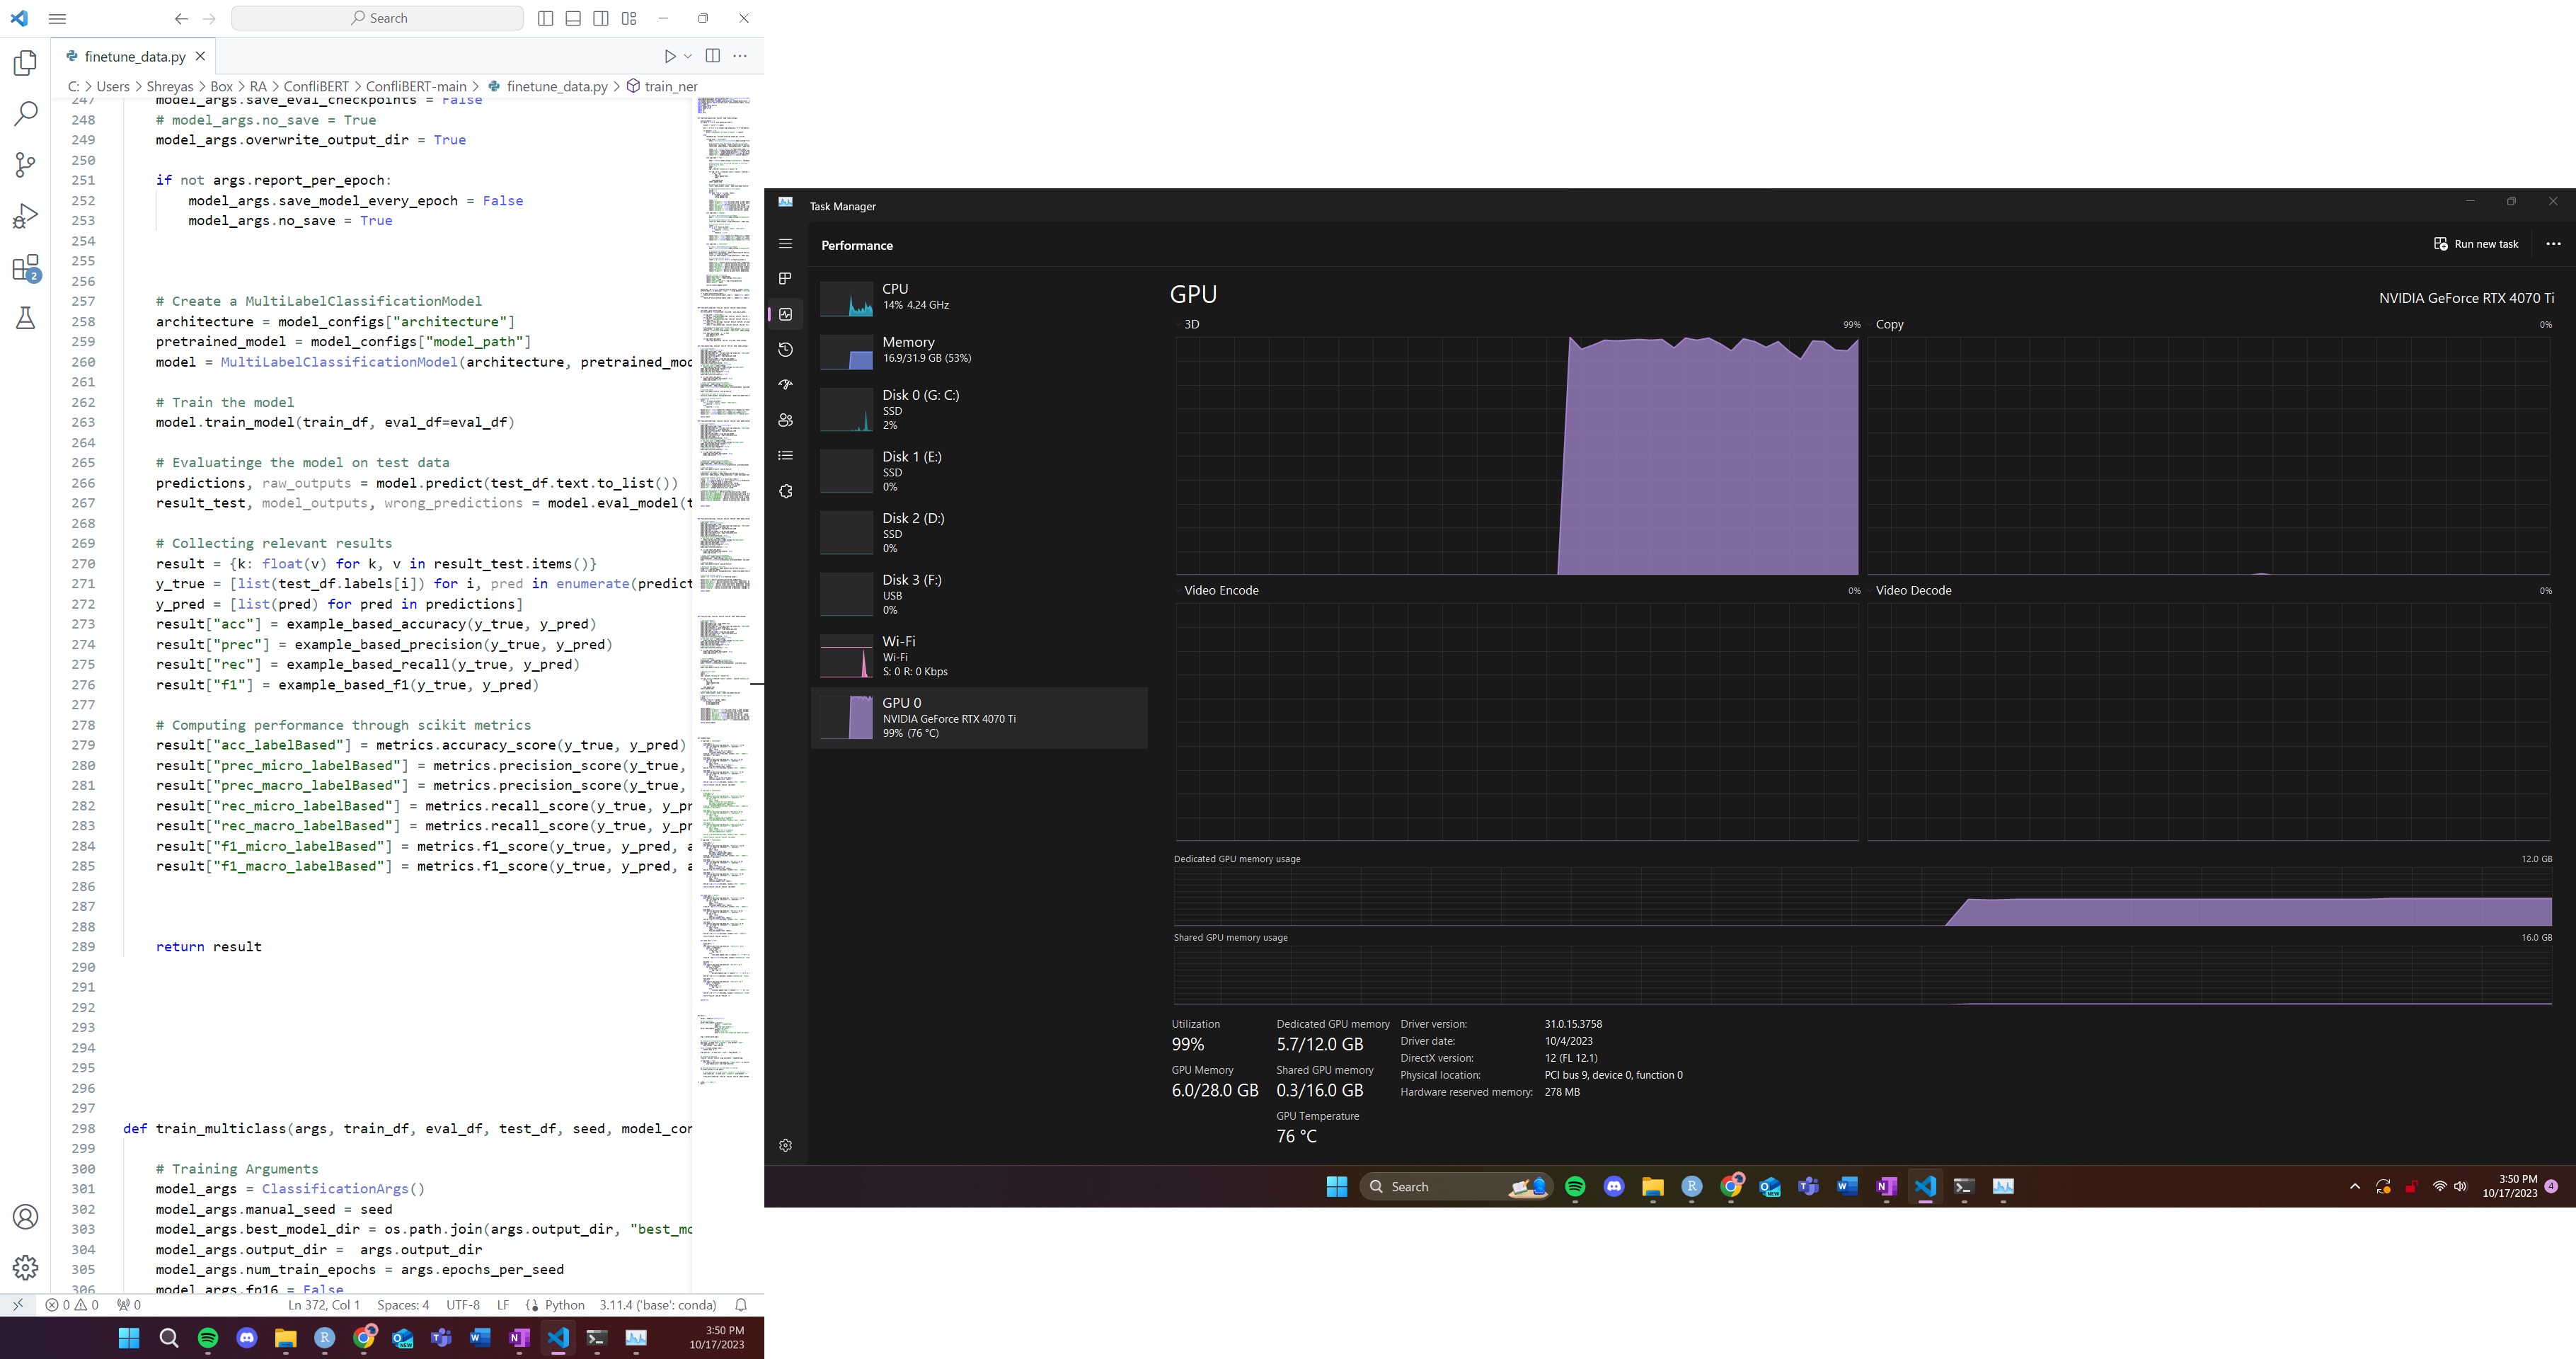 Search
finetune_data.py
C: > Users > Shreyas > Box > RA > ConfliBERT > ConfliBERT-main > finetune_data.py > train_ner
247 model_args.save_eval_checkpoints = False
248 # model_args.no_save = True
249 model_args.overwrite_output_dir = True
250
251 if not args.report_per_epoch:
252 model_args.save_model_every_epoch = False
253 model_args.no_save = True
254
255
256
257 # Create a MultiLabelClassificationModel
258 architecture = model_configs["architecture"]
259 pretrained_model = model_configs["model_path"]
260 model = MultiLabelClassificationModel(architecture, pretrained_mod
261
262 # Train the model
263 model.train_model(train_df, eval_df=eval_df)
264
265 # Evaluatinge the model on test data
266 predictions, raw_outputs = model.predict(test_df.text.to_list())
267 result_test, model_outputs, wrong_predictions = model.eval_model(t
268
269 # Collecting relevant results
270 result = {k: float(v) for k, v in result_test.items()}
271 y_true = [list(test_df.labels[i]) for i, pred in enumerate(predict
272 y_pred = [list(pred) for pred in predictions]
273 result["acc"] = example_based_accuracy(y_true, y_pred)
274 result["prec"] = example_based_precision(y_true, y_pred)
275 result["rec"] = example_based_recall(y_true, y_pred)
276 result["f1"] = example_based_f1(y_true, y_pred)
277
278 # Computing performance through scikit metrics
279 result["acc_labelBased"] = metrics.accuracy_score(y_true, y_pred)
280 result["prec_micro_labelBased"] = metrics.precision_score(y_true,
281 result["prec_macro_labelBased"] = metrics.precision_score(y_true,
282 result["rec_micro_labelBased"] = metrics.recall_score(y_true, y_pr
283 result["rec_macro_labelBased"] = metrics.recall_score(y_true, y_pr
284 result["f1_micro_labelBased"] = metrics.f1_score(y_true, y_pred, a
285 result["f1_macro_labelBased"] = metrics.f1_score(y_true, y_pred, a
286
287
288
289 return result
290
291
292
293
294
295
296
297
298 def train_multiclass(args, train_df, eval_df, test_df, seed, model_con
299
300 # Training Arguments
301 model_args = ClassificationArgs()
302 model_args.manual_seed = seed
303 model_args.best_model_dir = os.path.join(args.output_dir, "best_mo
304 model_args.output_dir = args.output_dir
305 model_args.num_train_epochs = args.epochs_per_seed
306 model_args.fp16 = False
2
0 0 0 Ln 372, Col 1 Spaces: 4 UTF-8 LF Python 3.11.4 ('base': conda)
3:50 PM
10/17/2023
Task Manager
Performance
Run new task
CPU
14% 4.24 GHz
Memory
16.9/31.9 GB (53%)
Disk 0 (G: C:)
SSD
2%
Disk 1 (E:)
SSD
0%
Disk 2 (D:)
SSD
0%
Disk 3 (F:)
USB
0%
Wi-Fi
Wi-Fi
S: 0 R: 0 Kbps
GPU 0
NVIDIA GeForce RTX 4070 Ti
99% (76 °C)
GPU
NVIDIA GeForce RTX 4070 Ti
3D 99%
Copy 0%
Video Encode 0%
Video Decode 0%
Dedicated GPU memory usage 12.0 GB
Shared GPU memory usage 16.0 GB
Utilization
99%
Dedicated GPU memory
5.7/12.0 GB
GPU Memory
6.0/28.0 GB
Shared GPU memory
0.3/16.0 GB
GPU Temperature
76 °C
Driver version: 31.0.15.3758
Driver date: 10/4/2023
DirectX version: 12 (FL 12.1)
Physical location: PCI bus 9, device 0, function 0
Hardware reserved memory: 278 MB
Search
3:50 PM
10/17/2023
4